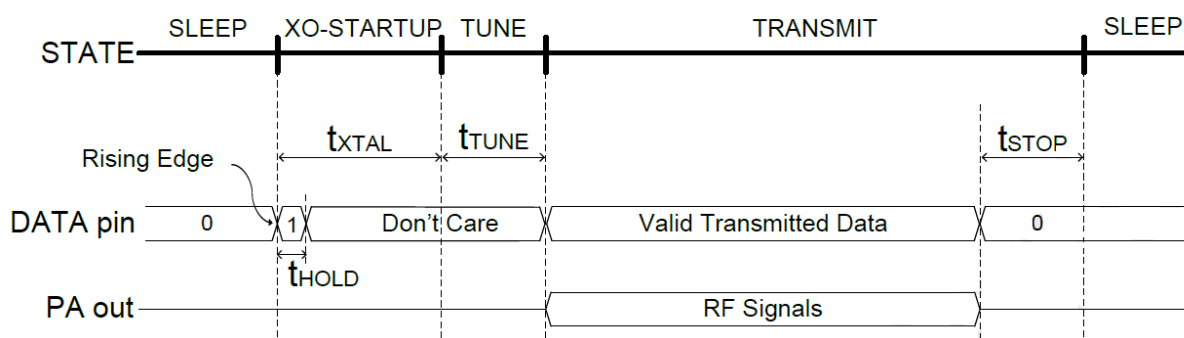 SLEEP XO-STARTUP TUNE TRANSMIT SLEEP
STATE
tXTAL tTUNE tSTOP
Rising Edge
DATA pin 0 1 Don't Care Valid Transmitted Data 0
tHOLD
PA out RF Signals